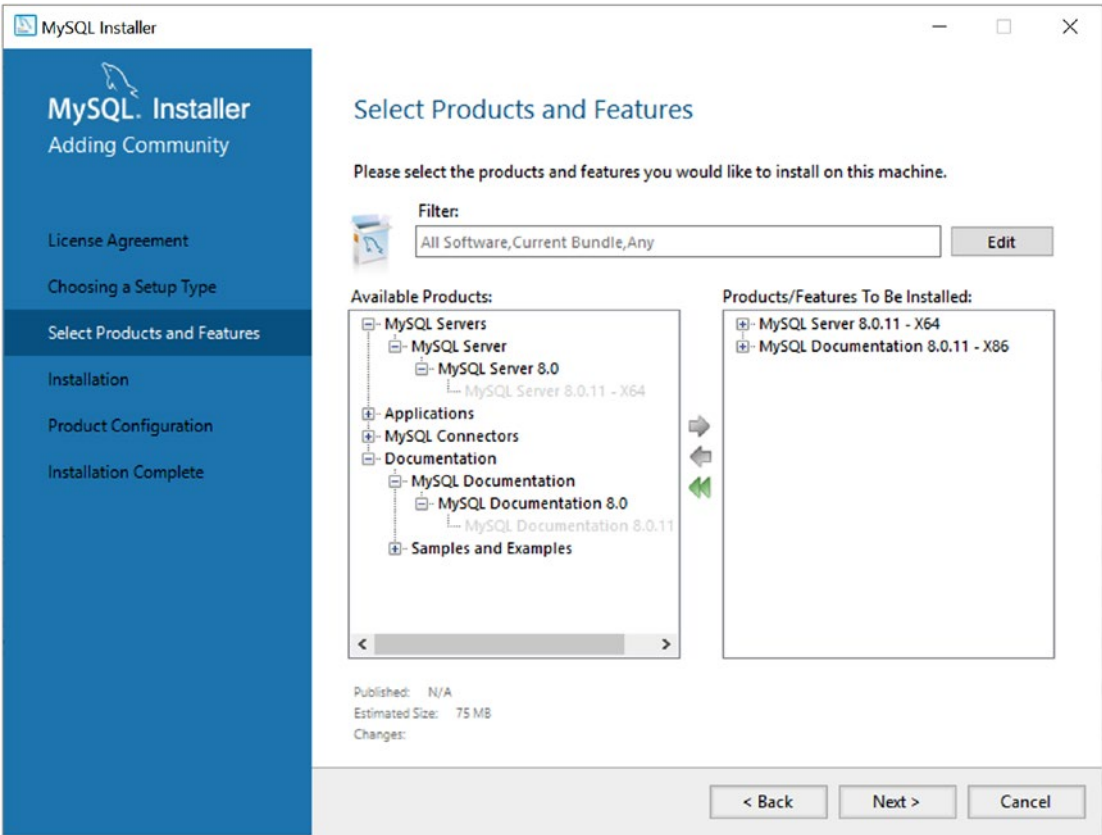 MySQL Installer
MySQL. Installer
Adding Community
License Agreement
Choosing a Setup Type
Select Products and Features
Installation
Product Configuration
Installation Complete
Select Products and Features
Please select the products and features you would like to install on this machine.
Filter:
All Software,Current Bundle,Any
Edit
Available Products:
MySQL Servers
MySQL Server
MySQL Server 8.0
MySQL Server 8.0.11 - X64
Applications
MySQL Connectors
Documentation
MySQL Documentation
MySQL Documentation 8.0
MySQL Documentation 8.0.11
Samples and Examples
Products/Features To Be Installed:
MySQL Server 8.0.11 - X64
MySQL Documentation 8.0.11 - X86
Published: N/A
Estimated Size: 75 MB
Changes:
< Back
Next >
Cancel